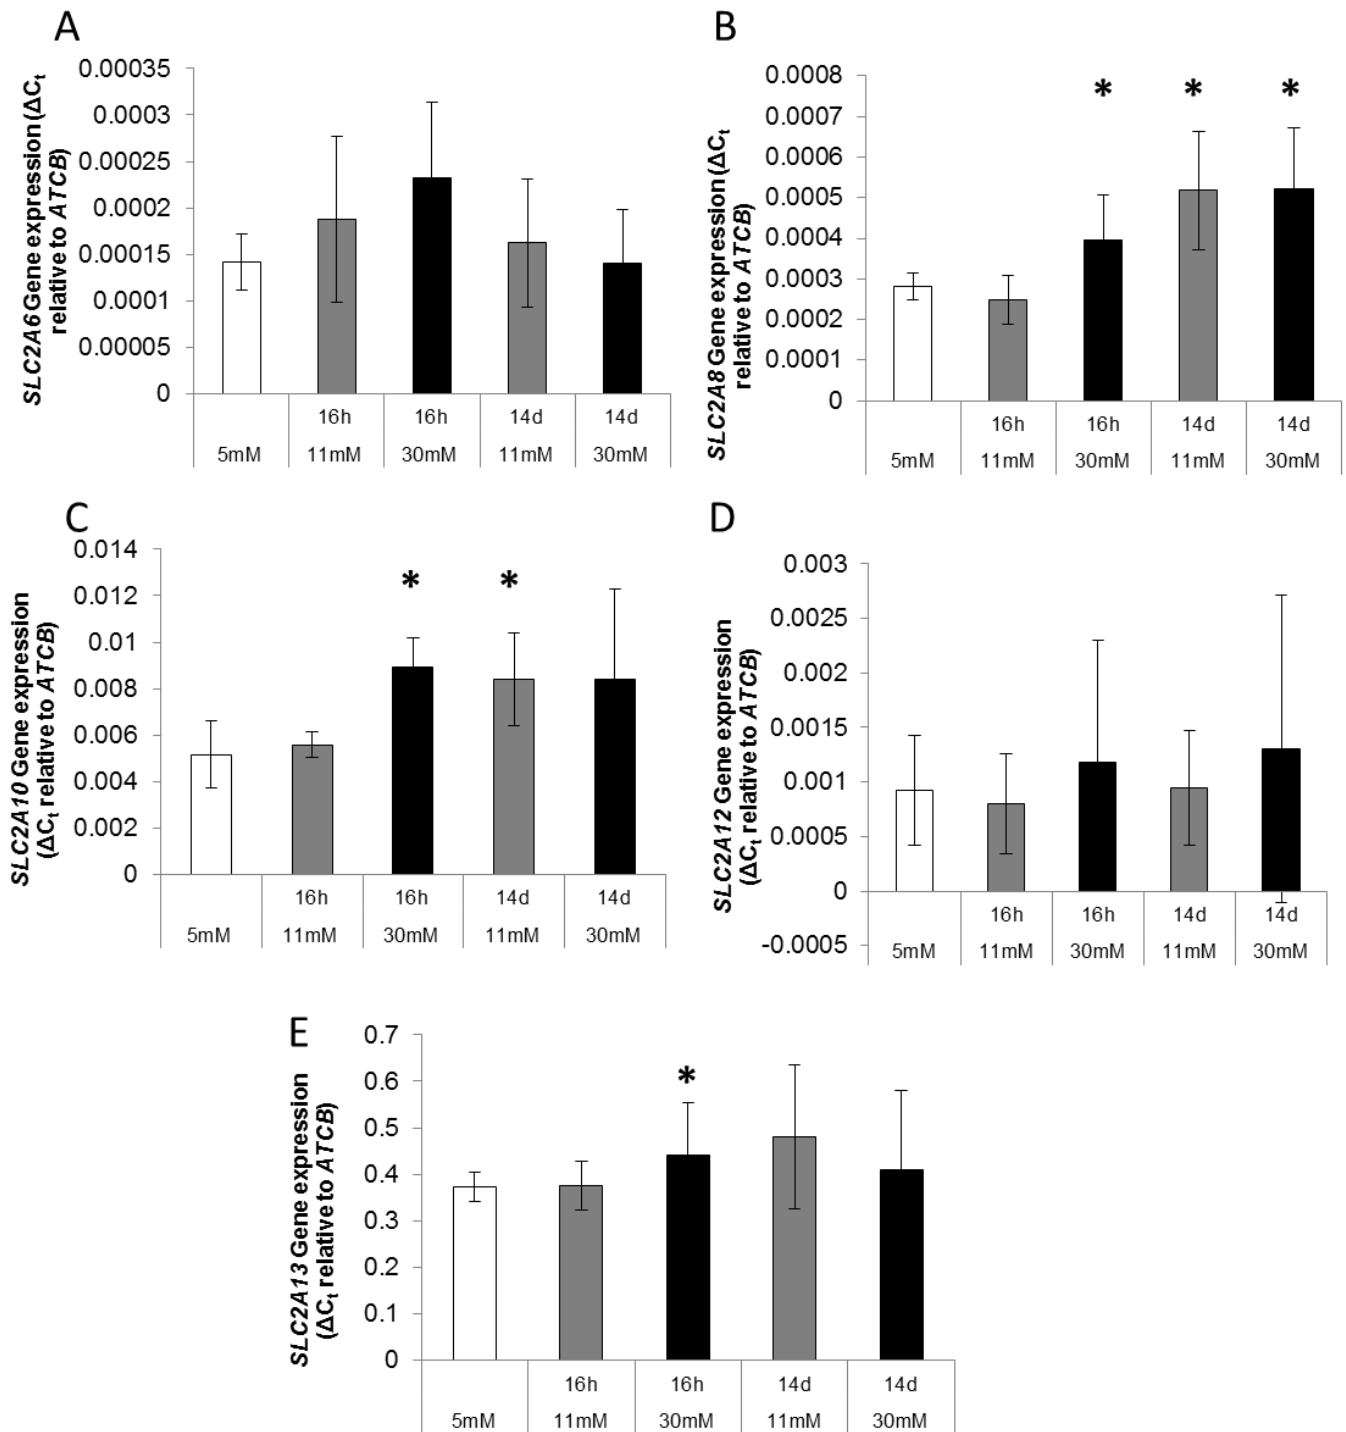 A
SLC2A6 Gene expression (ΔCt
relative to ATCB)
0.00035
0.0003
0.00025
0.0002
0.00015
0.0001
0.00005
0
16h 16h 14d 14d
5mM 11mM 30mM 11mM 30mM
B
SLC2A8 Gene expression (ΔCt
relative to ATCB)
0.0008
0.0007
0.0006
0.0005
0.0004
0.0003
0.0002
0.0001
0
* * *
16h 16h 14d 14d
5mM 11mM 30mM 11mM 30mM
C
SLC2A10 Gene expression
(ΔCt relative to ATCB)
0.014
0.012
0.01
0.008
0.006
0.004
0.002
0
* *
16h 16h 14d 14d
5mM 11mM 30mM 11mM 30mM
D
SLC2A12 Gene expression
(ΔCt relative to ATCB)
0.003
0.0025
0.002
0.0015
0.001
0.0005
0
-0.0005
16h 16h 14d 14d
5mM 11mM 30mM 11mM 30mM
E
SLC2A13 Gene expression
(ΔCt relative to ATCB)
0.7
0.6
0.5
0.4
0.3
0.2
0.1
0
*
16h 16h 14d 14d
5mM 11mM 30mM 11mM 30mM